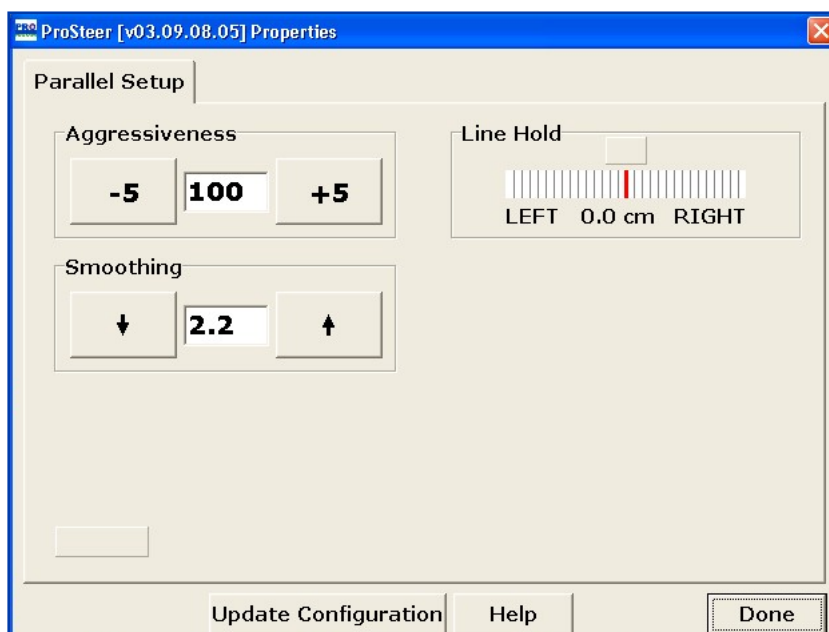 PRO ProSteer [v03.09.08.05] Properties
Parallel Setup
Aggressiveness
-5 100 +5
Line Hold
LEFT 0.0 cm RIGHT
Smoothing
2.2
Update Configuration Help Done